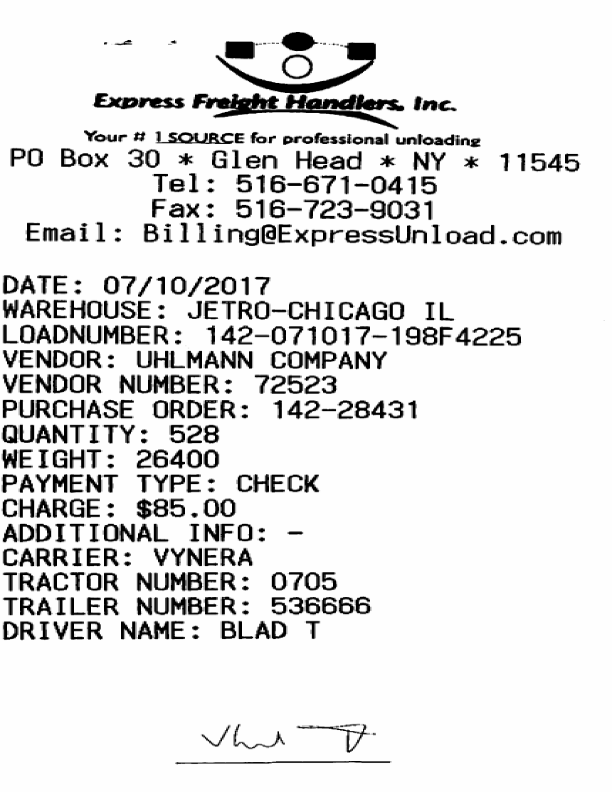 Express Freight Handlers, Inc.
Your # 1 SOURCE for professional unloading
PO Box 30 * Glen Head * NY * 11545
Tel: 516-671-0415
Fax: 516-723-9031
Email: Billing@ExpressUnload.com
DATE: 07/10/2017
WAREHOUSE: JETRO-CHICAGO IL
LOADNUMBER: 142-071017-198F4225
VENDOR: UHLMANN COMPANY
VENDOR NUMBER: 72523
PURCHASE ORDER: 142-28431
QUANTITY: 528
WEIGHT: 26400
PAYMENT TYPE: CHECK
CHARGE: $85.00
ADDITIONAL INFO: -
CARRIER: VYNERA
TRACTOR NUMBER: 0705
TRAILER NUMBER: 536666
DRIVER NAME: BLAD T